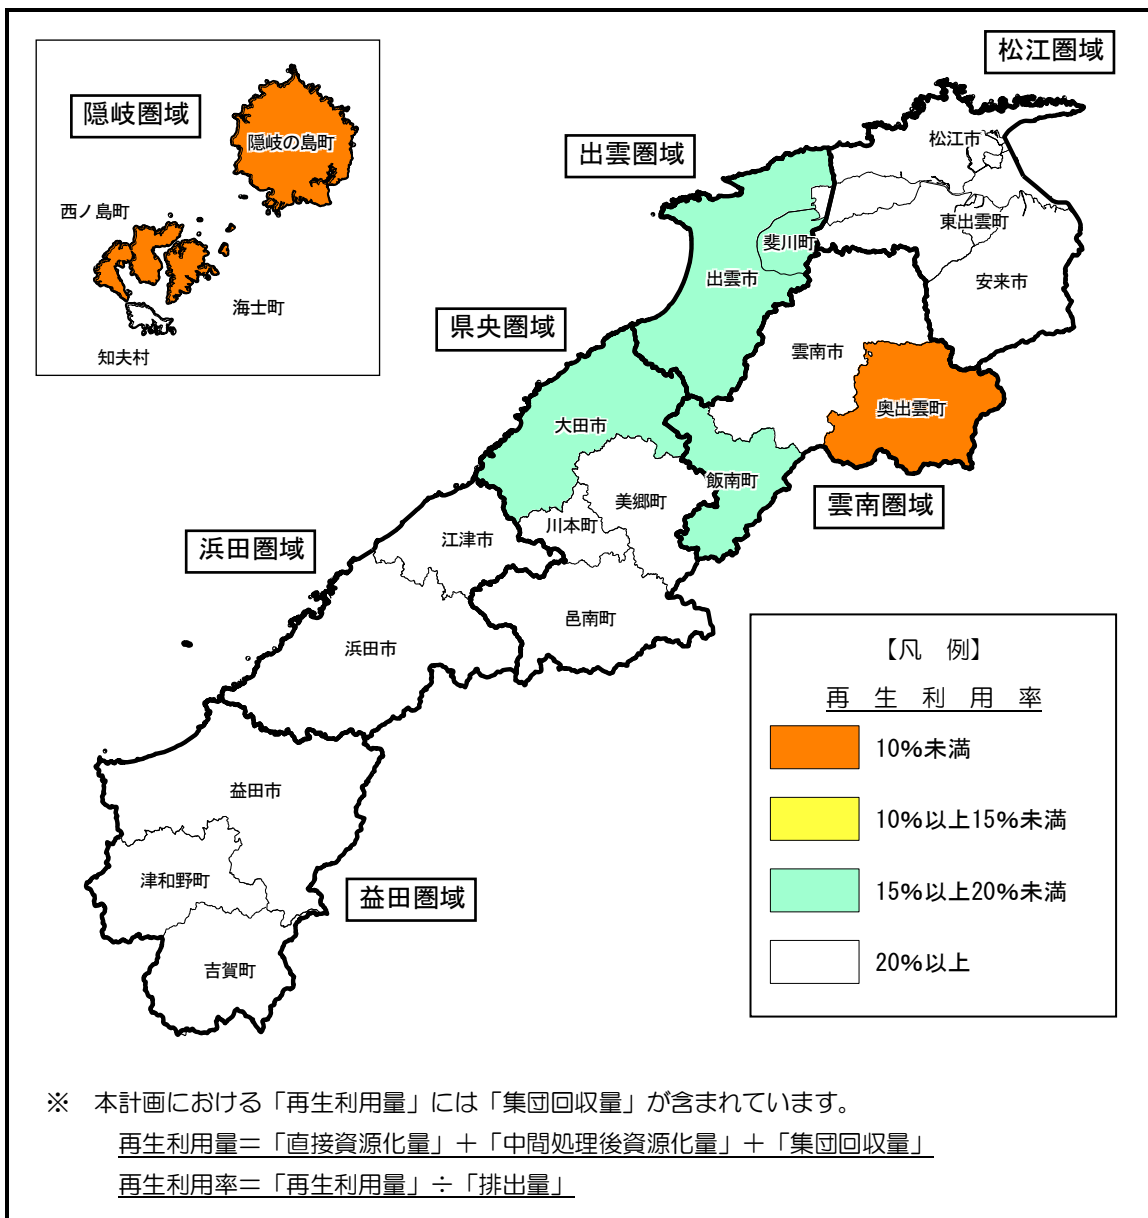 松江圏域
隠岐圏域
隠岐の島町
西ノ島町
海士町
知夫村
出雲圏域
松江市
東出雲町
斐川町
安来市
出雲市
県央圏域
雲南市
奥出雲町
大田市
飯南町
美郷町
雲南圏域
川本町
江津市
浜田圏域
邑南町
浜田市
益田市
津和野町
益田圏域
吉賀町
【凡　例】
再　生　利　用　率
10%未満
10%以上15%未満
15%以上20%未満
20%以上
※　本計画における「再生利用量」には「集団回収量」が含まれています。
再生利用量＝「直接資源化量」＋「中間処理後資源化量」＋「集団回収量」
再生利用率＝「再生利用量」÷「排出量」